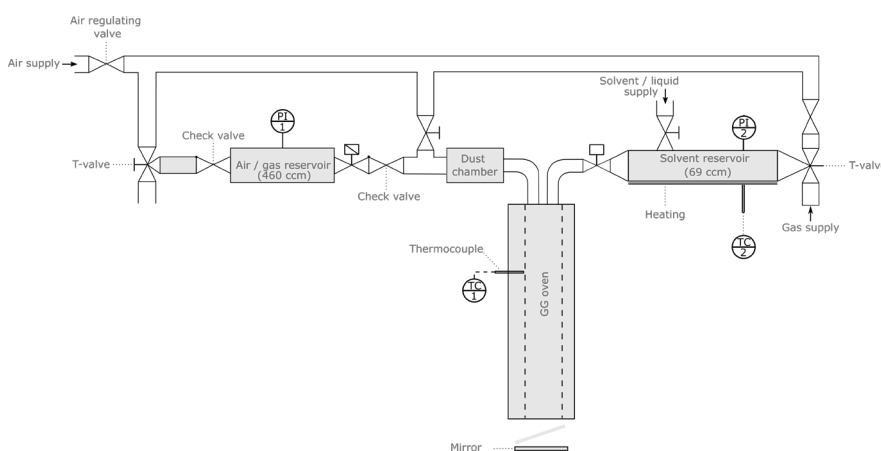 Air regulating
valve
Air supply
Solvent / liquid
supply
PI
1
PI
2
Check valve
T-valve
Air / gas reservoir
(460 ccm)
Check valve
Dust
chamber
Solvent reservoir
(69 ccm)
T-valv
Heating
Gas supply
TC
2
Thermocouple
TC
1
GG oven
Mirror